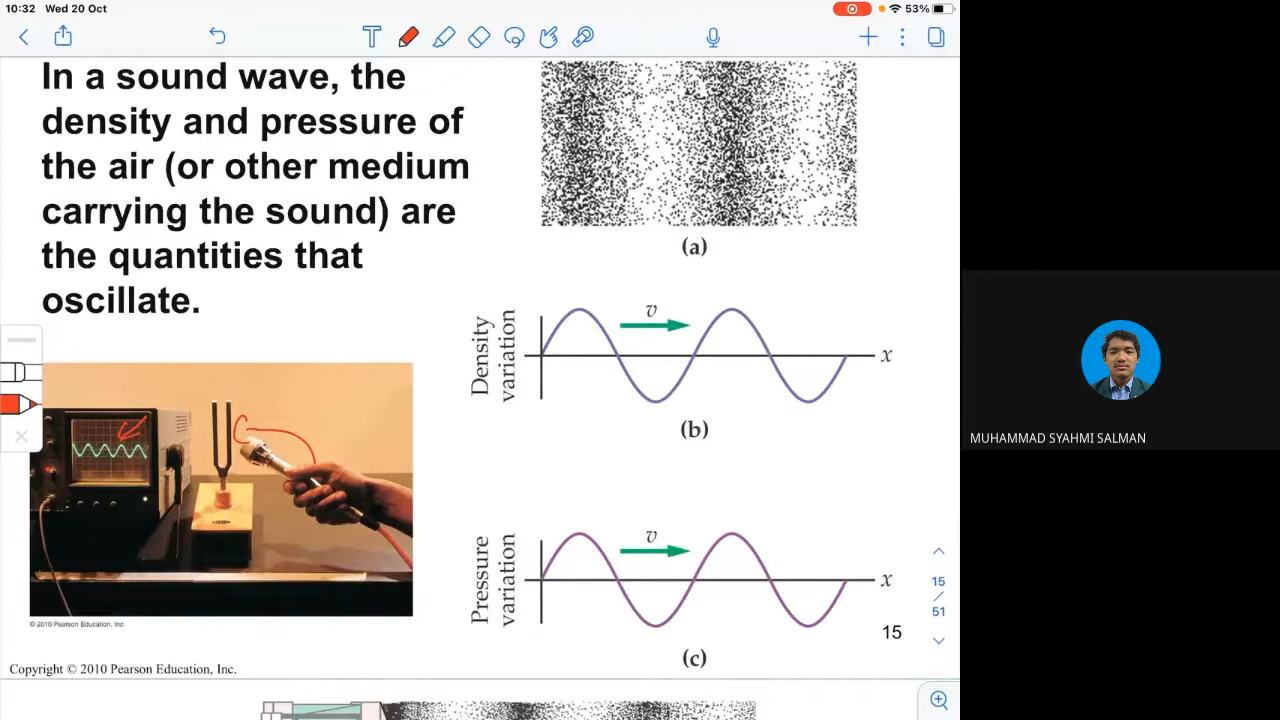 10:32 Wed 20 Oct
53%
T
In a sound wave, the
density and pressure of
the air (or other medium
carrying the sound) are
the quantities that
oscillate.
(a)
Density
variation
v
x
(b)
Pressure
variation
v
x
(c)
© 2010 Pearson Education, Inc.
Copyright © 2010 Pearson Education, Inc.
15
15
/
51
MUHAMMAD SYAHMI SALMAN